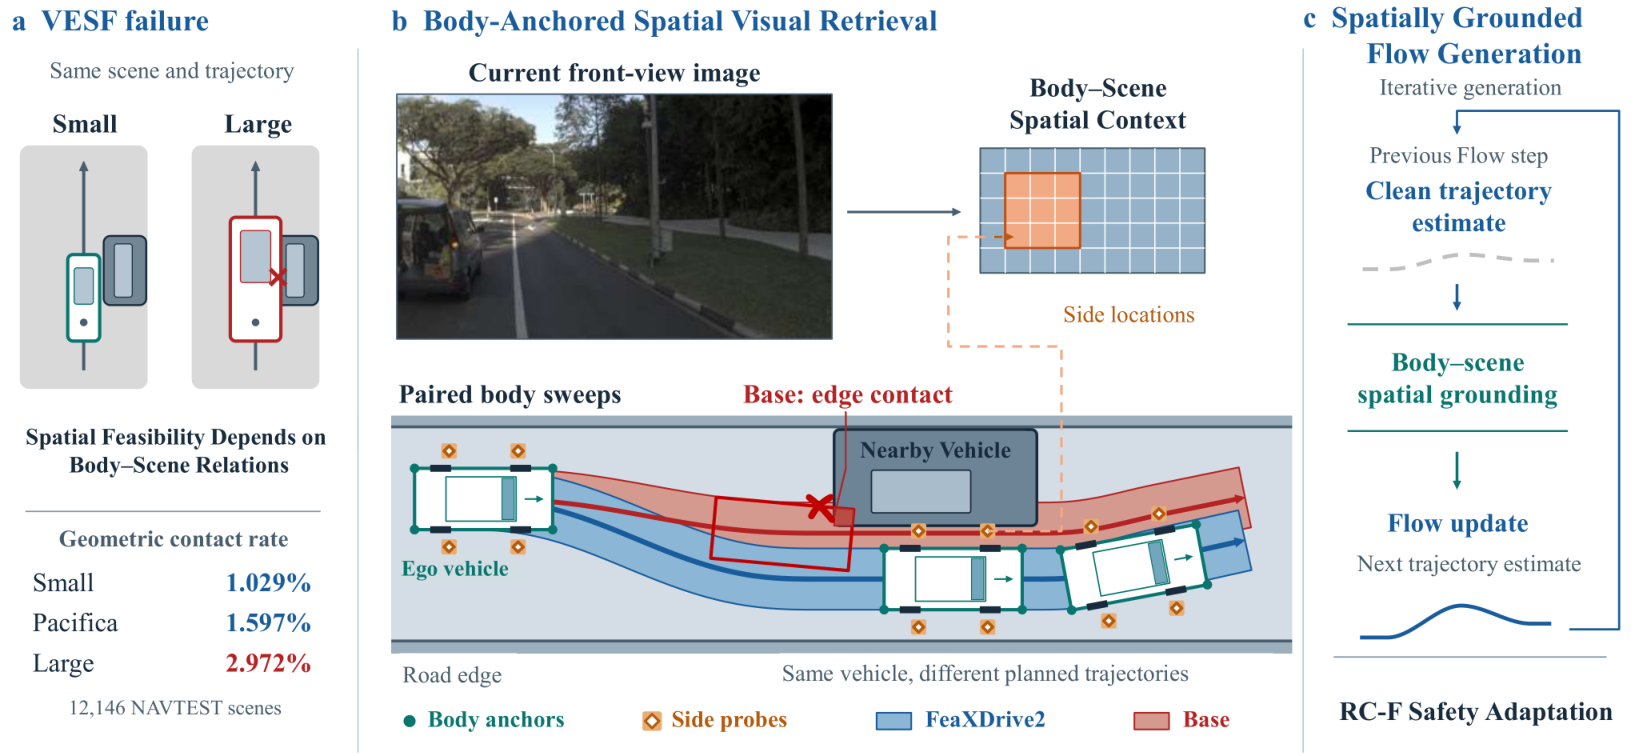 a VESF failure
Same scene and trajectory
Small
Large
Spatial Feasibility Depends on
Body–Scene Relations
Geometric contact rate
Small 1.029%
Pacifica 1.597%
Large 2.972%
12,146 NAVTEST scenes
b Body-Anchored Spatial Visual Retrieval
Current front-view image
Body–Scene
Spatial Context
Side locations
Paired body sweeps
Base: edge contact
Nearby Vehicle
Ego vehicle
Road edge
Same vehicle, different planned trajectories
Body anchors
Side probes
FeaXDrive2
Base
c Spatially Grounded
Flow Generation
Iterative generation
Previous Flow step
Clean trajectory
estimate
Body–scene
spatial grounding
Flow update
Next trajectory estimate
RC-F Safety Adaptation